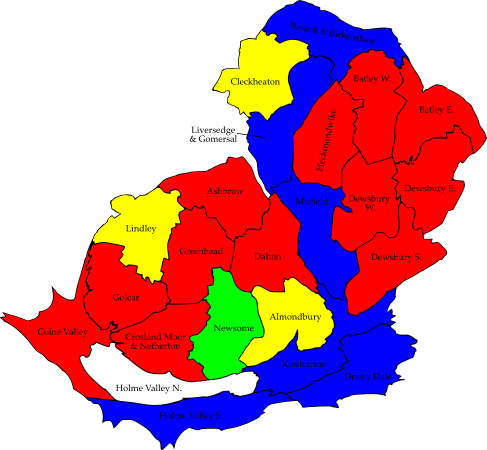 Birstall & Birkenshaw
Cleckheaton
Batley W.
Batley E.
Liversedge
& Gomersal
Heckmondwike
Ashbrow
Mirfield
Dewsbury
W.
Dewsbury E.
Lindley
Greenhead
Dalton
Dewsbury S.
Golcar
Colne Valley
Crosland Moor
& Netherton
Newsome
Almondbury
Kirkburton
Denby Dale
Holme Valley N.
Holme Valley S.